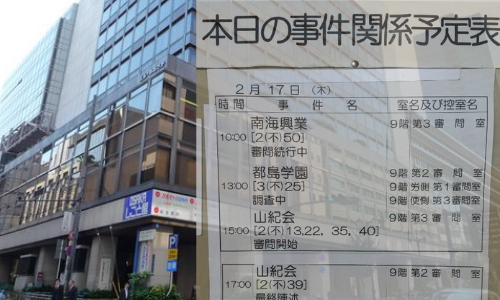 本日の事件関係予定表
2月17日(木)
時間 事件名 室名及び控室名
南海興業 9階 第3審問室
10:00 [2(不)50]
審問続行中
都島学園 9階 第2審問室
13:00 [3(不)25] 9階 労側 第1審問室
調査中 9階 使側 第3審問室
山紀会 9階 第3審問室
15:00 [2(不)13,22, 35, 40]
審問開始
山紀会 9階 第2審問室
17:00 [2(不)39]
最終陳述